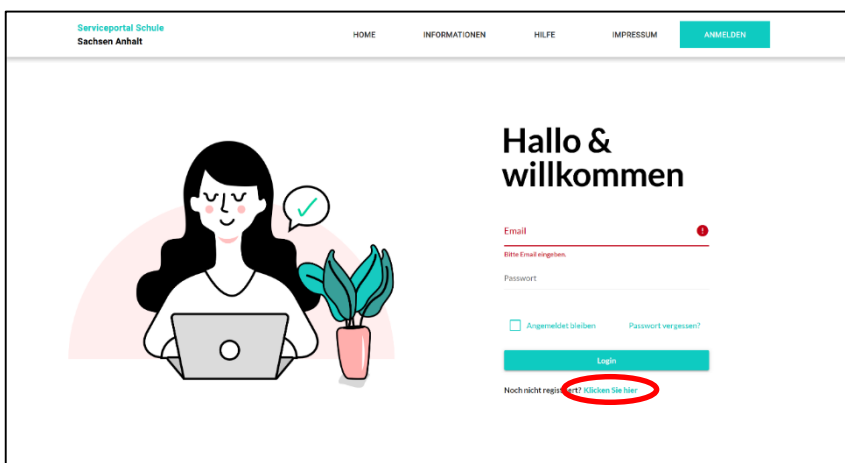 Serviceportal Schule
Sachsen Anhalt
HOME
INFORMATIONEN
HILFE
IMPRESSUM
ANMELDEN
Hallo &
willkommen
Email
Bitte Email eingeben.
Passwort
Angemeldet bleiben
Passwort vergessen?
Login
Noch nicht registriert? Klicken Sie hier